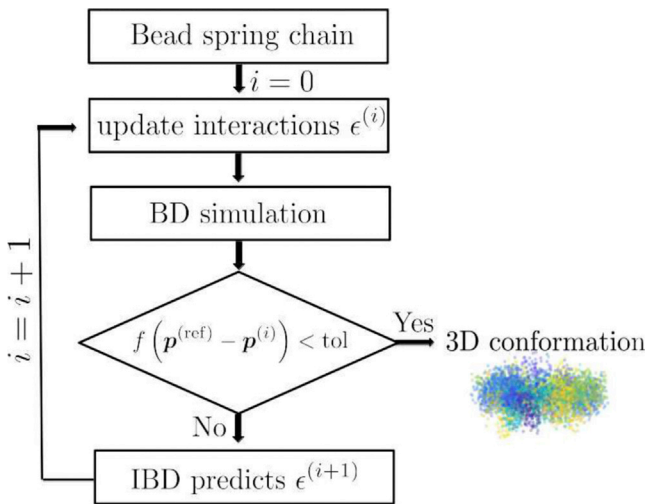 Bead spring chain
i = 0
update interactions ϵ^(i)
BD simulation
i = i + 1
f (p^(ref) − p^(i)) < tol
Yes
3D conformation
No
IBD predicts ϵ^(i+1)